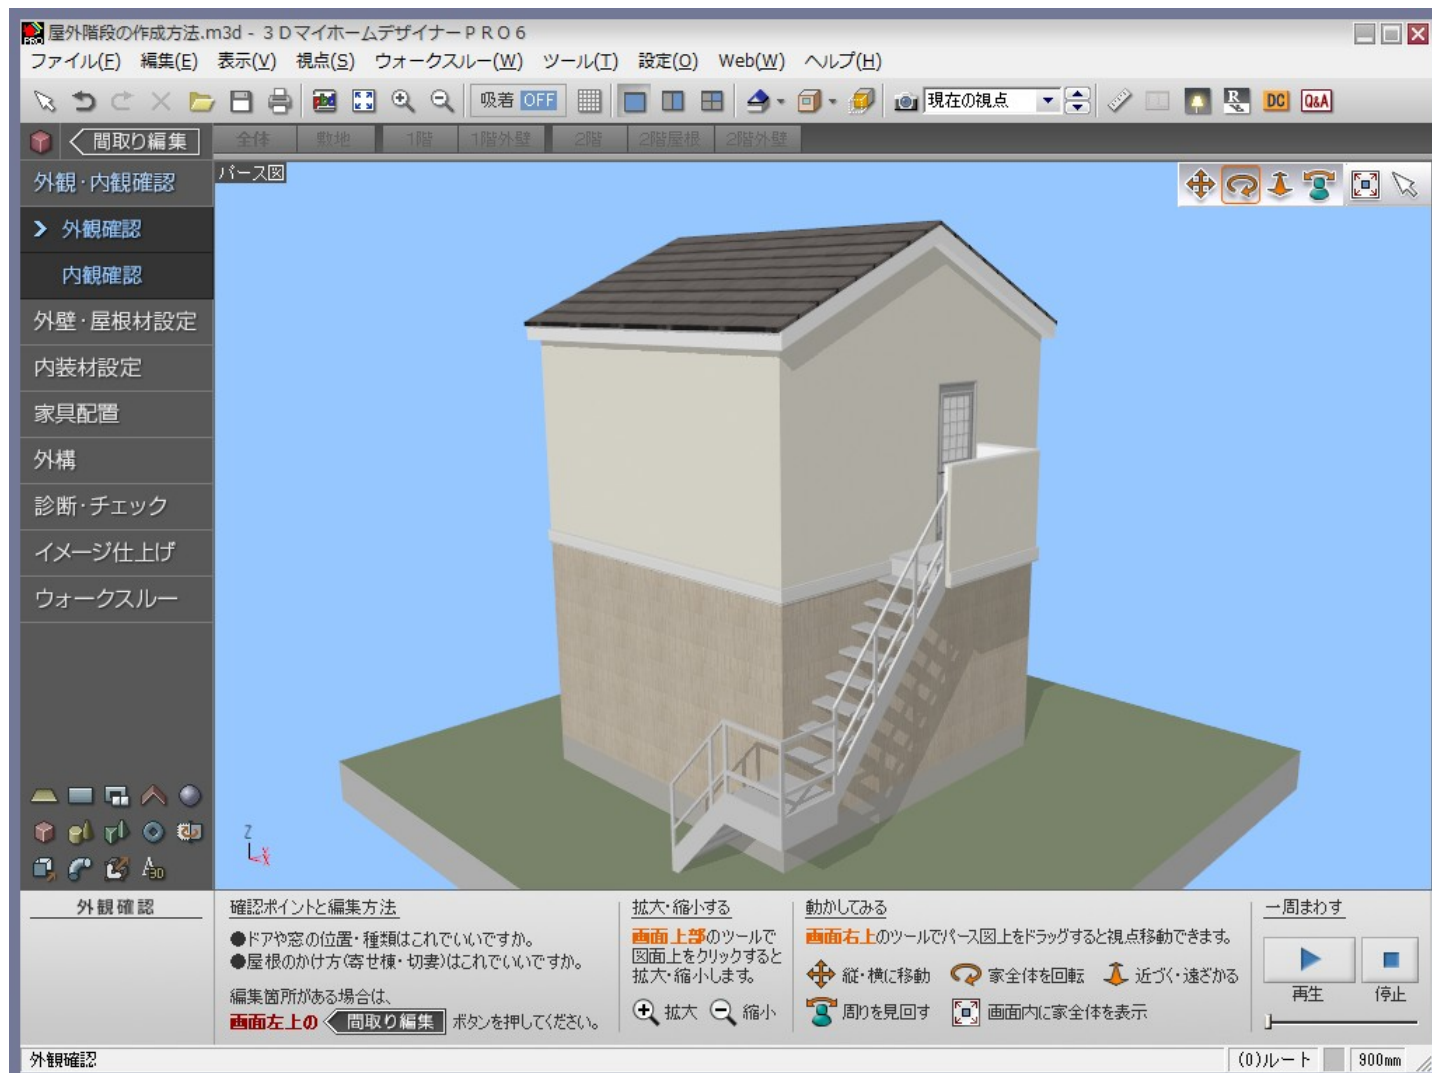 屋外階段の作成方法.m3d - 3DマイホームデザイナーPRO6
ファイル(F) 編集(E) 表示(V) 視点(S) ウォークスルー(W) ツール(T) 設定(O) Web(W) ヘルプ(H)
吸着 OFF 現在の視点 DC Q&A
間取り編集 全体 敷地 1階 1階外壁 2階 2階屋根 2階外壁
外観・内観確認
パース図
外観確認
内観確認
外壁・屋根材設定
内装材設定
家具配置
外構
診断・チェック
イメージ仕上げ
ウォークスルー
Z
X
外観確認
確認ポイントと編集方法
●ドアや窓の位置・種類はこれでいいですか。
●屋根のかけ方(寄せ棟・切妻)はこれでいいですか。
編集箇所がある場合は、
画面左上の 間取り編集 ボタンを押してください。
拡大・縮小する
画面上部のツールで
図面上をクリックすると
拡大・縮小します。
拡大 縮小
動かしてみる
画面右上のツールでパース図上をドラッグすると視点移動できます。
縦・横に移動 家全体を回転 近づく・遠ざかる
周りを見回す 画面内に家全体を表示
一周まわす
再生 停止
外観確認 (0)ルート 900mm